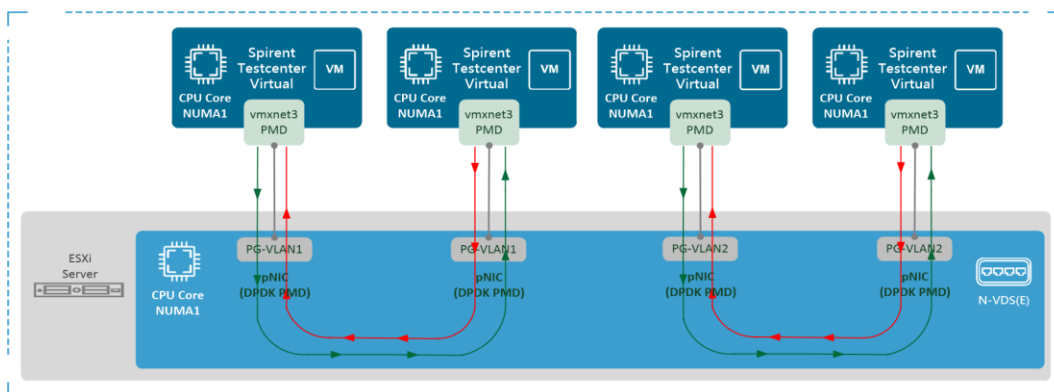 Spirent
Testcenter
Virtual
VM
CPU Core
NUMA1
vmxnet3
PMD
Spirent
Testcenter
Virtual
VM
CPU Core
NUMA1
vmxnet3
PMD
Spirent
Testcenter
Virtual
VM
CPU Core
NUMA1
vmxnet3
PMD
Spirent
Testcenter
Virtual
VM
CPU Core
NUMA1
vmxnet3
PMD
ESXi
Server
CPU Core
NUMA1
PG-VLAN1
pNIC
(DPDK PMD)
PG-VLAN1
pNIC
(DPDK PMD)
PG-VLAN2
pNIC
(DPDK PMD)
PG-VLAN2
pNIC
(DPDK PMD)
N-VDS(E)